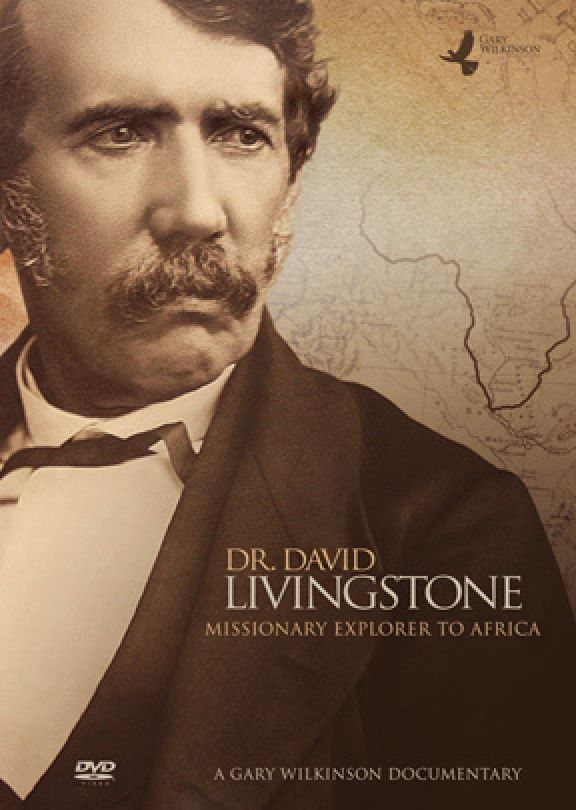 GARY
WILKINSON
DR. DAVID
LIVINGSTONE
MISSIONARY EXPLORER TO AFRICA
DVD
VIDEO
A GARY WILKINSON DOCUMENTARY